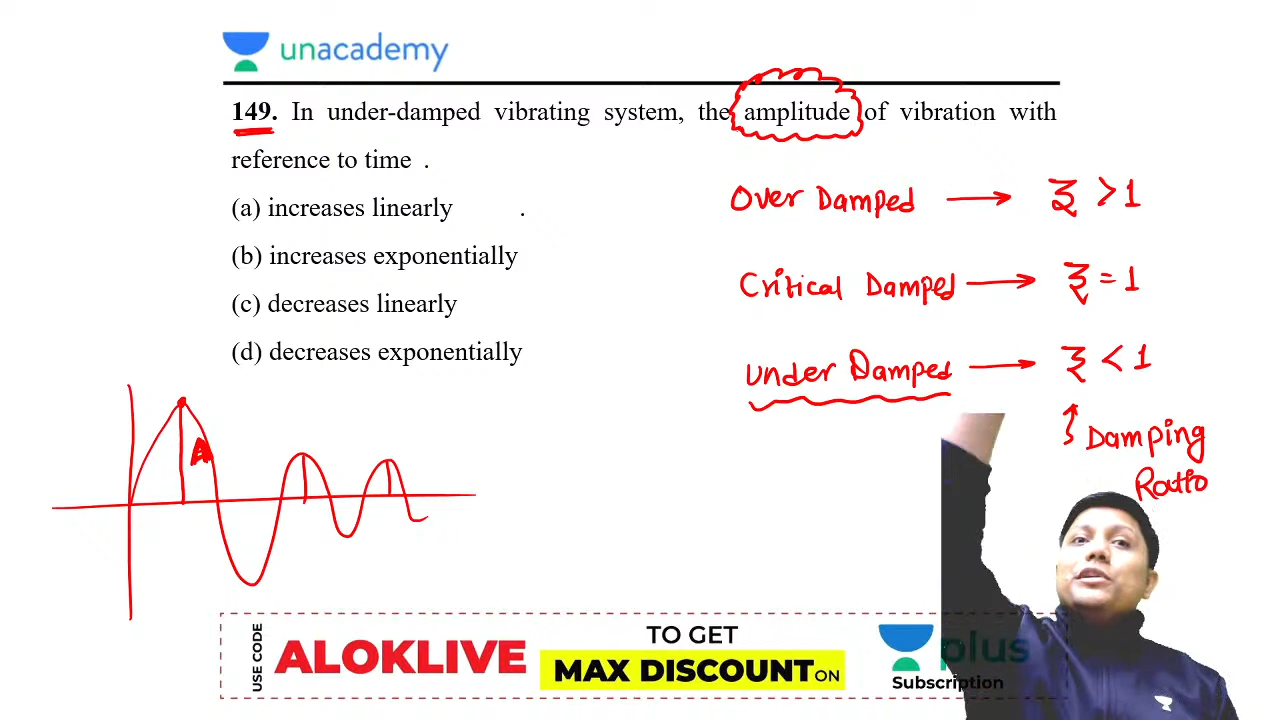 unacademy
149. In under-damped vibrating system, the amplitude of vibration with
reference to time .
(a) increases linearly .
(b) increases exponentially
(c) decreases linearly
(d) decreases exponentially
Over Damped → ξ > 1
Critical Damped → ξ = 1
Under Damped → ξ < 1
Damping
Ratio
A
USE CODE
ALOKLIVE
TO GET
MAX DISCOUNT ON
plus
Subscription